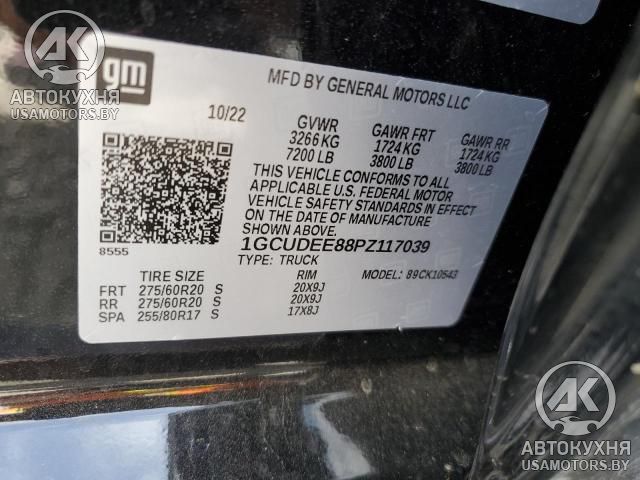 АК
АВТОКУХНЯ
USAMOTORS.BY
gm
MFD BY GENERAL MOTORS LLC
10/22
GVWR GAWR FRT GAWR RR
3266 KG 1724 KG 1724 KG
7200 LB 3800 LB 3800 LB
THIS VEHICLE CONFORMS TO ALL
APPLICABLE U.S. FEDERAL MOTOR
VEHICLE SAFETY STANDARDS IN EFFECT
ON THE DATE OF MANUFACTURE
SHOWN ABOVE.
8555
1GCUDEE88PZ117039
TYPE: TRUCK MODEL: 89CK10543
TIRE SIZE RIM
FRT 275/60R20 S 20X9J
RR 275/60R20 S 20X9J
SPA 255/80R17 S 17X8J
АК
АВТОКУХНЯ
USAMOTORS.BY